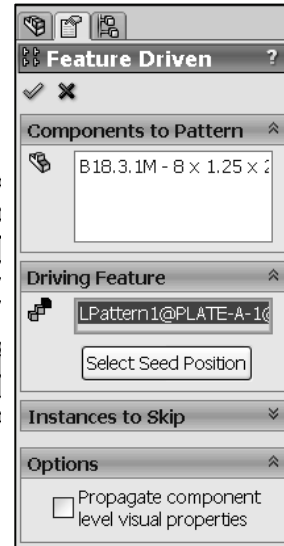 Feature Driven ?
Components to Pattern
B18.3.1M - 8 x 1.25 x 2
Driving Feature
LPattern1@PLATE-A-1@
Select Seed Position
Instances to Skip
Options
Propagate component
level visual properties